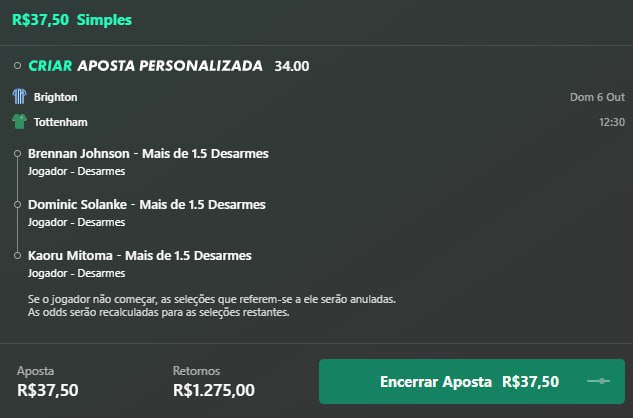 R$37,50 Simples
CRIAR APOSTA PERSONALIZADA 34.00
Brighton Dom 6 Out
Tottenham 12:30
Brennan Johnson - Mais de 1.5 Desarmes
Jogador - Desarmes
Dominic Solanke - Mais de 1.5 Desarmes
Jogador - Desarmes
Kaoru Mitoma - Mais de 1.5 Desarmes
Jogador - Desarmes
Se o jogador não começar, as seleções que referem-se a ele serão anuladas.
As odds serão recalculadas para as seleções restantes.
Aposta Retornos
R$37,50 R$1.275,00 Encerrar Aposta R$37,50